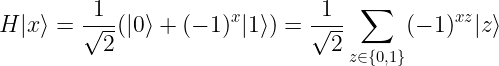 H|x⟩ = 1/√2 (|0⟩ + (−1)^x|1⟩) = 1/√2 ∑_{z∈{0,1}} (−1)^{xz}|z⟩